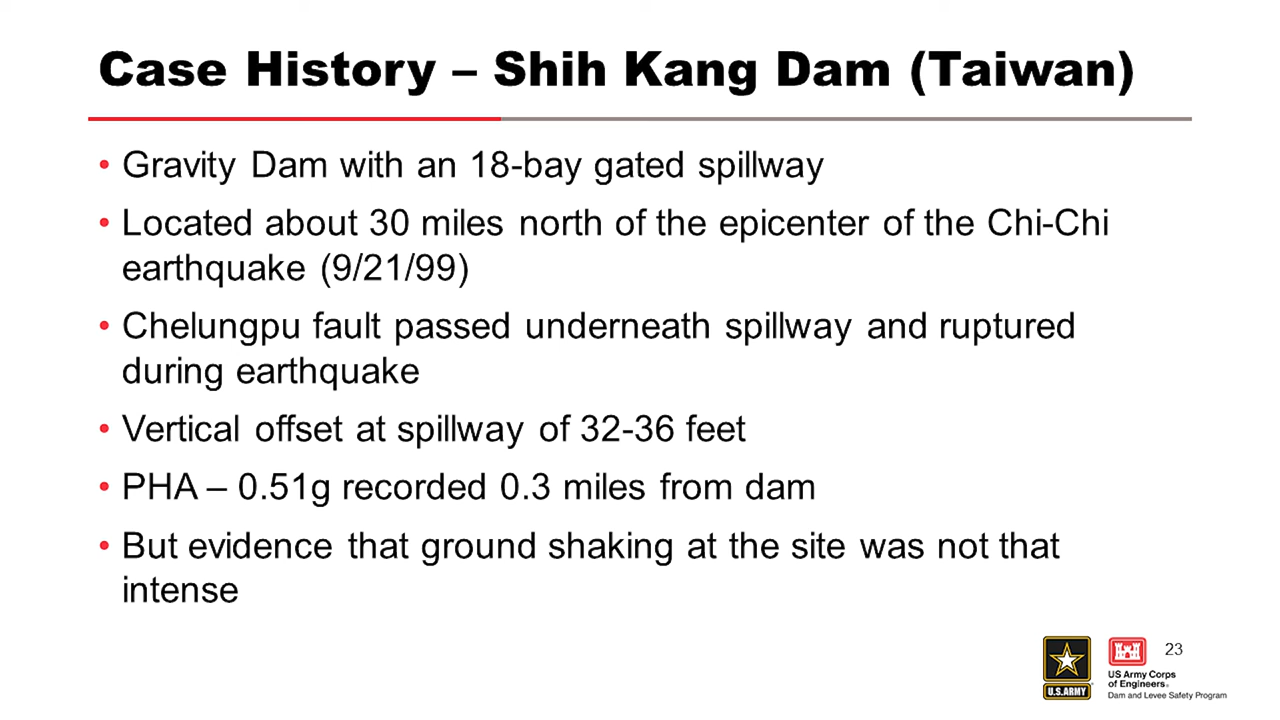 Case History – Shih Kang Dam (Taiwan)
• Gravity Dam with an 18-bay gated spillway
• Located about 30 miles north of the epicenter of the Chi-Chi
earthquake (9/21/99)
• Chelungpu fault passed underneath spillway and ruptured
during earthquake
• Vertical offset at spillway of 32-36 feet
• PHA – 0.51g recorded 0.3 miles from dam
• But evidence that ground shaking at the site was not that
intense
23
U.S.ARMY
US Army Corps
of Engineers®
Dam and Levee Safety Program